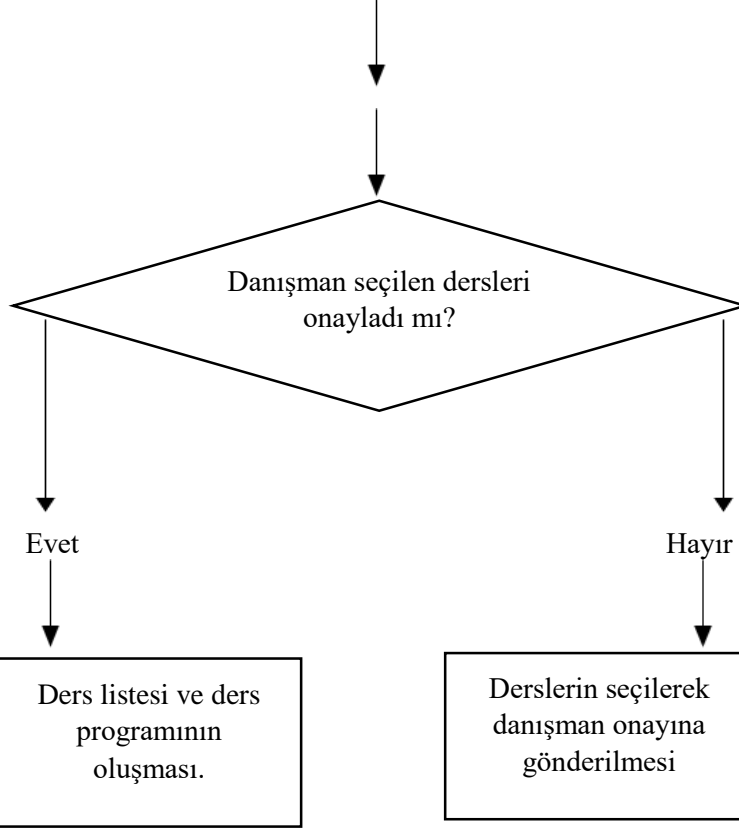 Danışman seçilen dersleri
onayladı mı?
Evet
Hayır
Ders listesi ve ders
programının
oluşması.
Derslerin seçilerek
danışman onayına
gönderilmesi